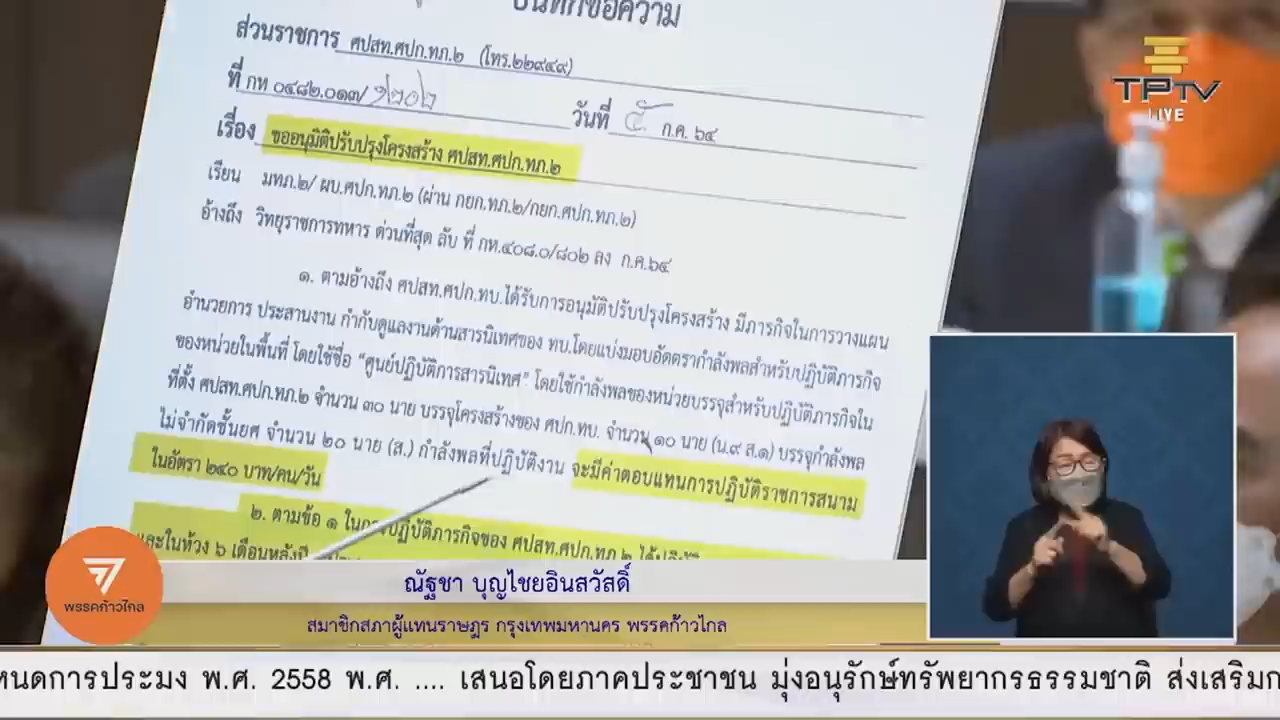 บันทึกข้อความ
ส่วนราชการ ศปสท.ศปก.ทภ.๒ (โทร.๒๒๙๔๙)
ที่ กห ๐๔๘๒.๐๑๗/๑๒๐๒ วันที่ ๕ ก.ค. ๖๔
เรื่อง ขออนุมิติปรับปรุงโครงสร้าง ศปสท.ศปก.ทภ.๒
เรียน มทภ.๒/ ผบ.ศปก.ทภ.๒ (ผ่าน กยก.ทภ.๒/กยก.ศปก.ทภ.๒)
อ้างถึง วิทยุราชการทหาร ด่วนที่สุด ลับ ที่ กห.๔๐๘.๐/๘๐๒ ลง ก.ค.๖๔
๑. ตามอ้างถึง ศปสท.ศปก.ทบ.ได้รับการอนุมัติปรับปรุงโครงสร้าง มีภารกิจในการวางแผน
อำนวยการ ประสานงาน กำกับดูแลงานด้านสารนิเทศของ ทบ.โดยแบ่งมอบอัตตรากำลังพลสำหรับปฏิบัติภารกิจ
ของหน่วยในพื้นที่ โดยใช้ชื่อ “ศูนย์ปฏิบัติการสารนิเทศ” โดยใช้กำลังพลของหน่วยบรรจุสำหรับปฏิบัติภารกิจใน
ที่ตั้ง ศปสท.ศปก.ทภ.๒ จำนวน ๓๐ นาย บรรจุโครงสร้างของ ศปก.ทบ. จำนวน ๑๐ นาย (น.๙ ส.๑) บรรจุกำลังพล
ไม่จำกัดชั้นยศ จำนวน ๒๐ นาย (ส.) กำลังพลที่ปฏิบัติงาน จะมีค่าตอบแทนการปฏิบัติราชการสนาม
ในอัตรา ๒๔๐ บาท/คน/วัน
๒. ตามข้อ ๑ ในการปฏิบัติภารกิจของ ศปสท.ศปก.ทภ.๒
และในห้วง ๖ เดือนหลังปี
TPTV
LIVE
พรรคก้าวไกล
ณัฐชา บุญไชยอินสวัสดิ์
สมาชิกสภาผู้แทนราษฎร กรุงเทพมหานคร พรรคก้าวไกล
หนดการประมง พ.ศ. 2558 พ.ศ. .... เสนอโดยภาคประชาชน มุ่งอนุรักษ์ทรัพยากรธรรมชาติ ส่งเสริมก